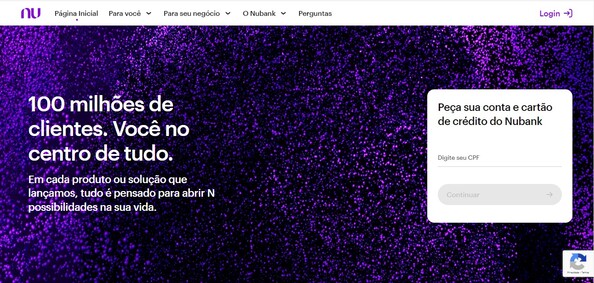 nu Página Inicial Para você Para seu negócio O Nubank Perguntas Login
100 milhões de
clientes. Você no
centro de tudo.
Em cada produto ou solução que
lançamos, tudo é pensado para abrir N
possibilidades na sua vida.
Peça sua conta e cartão
de crédito do Nubank
Digite seu CPF
Continuar